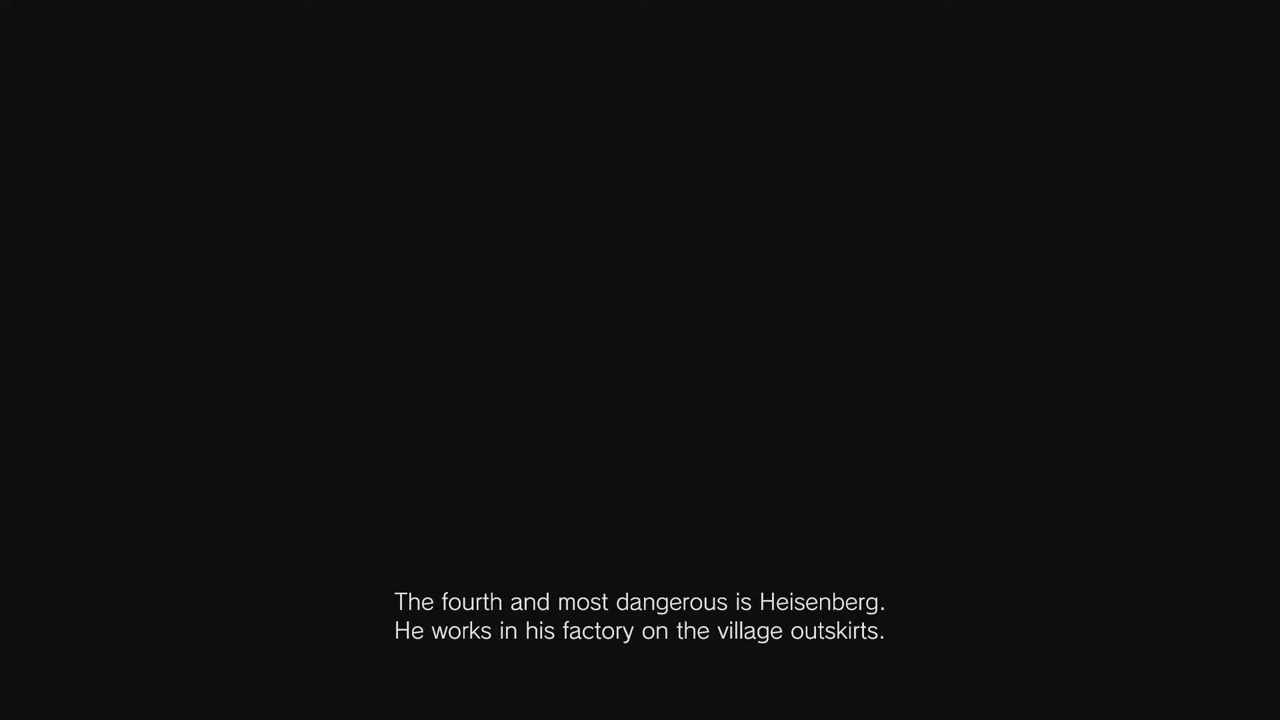 The fourth and most dangerous is Heisenberg.
He works in his factory on the village outskirts.